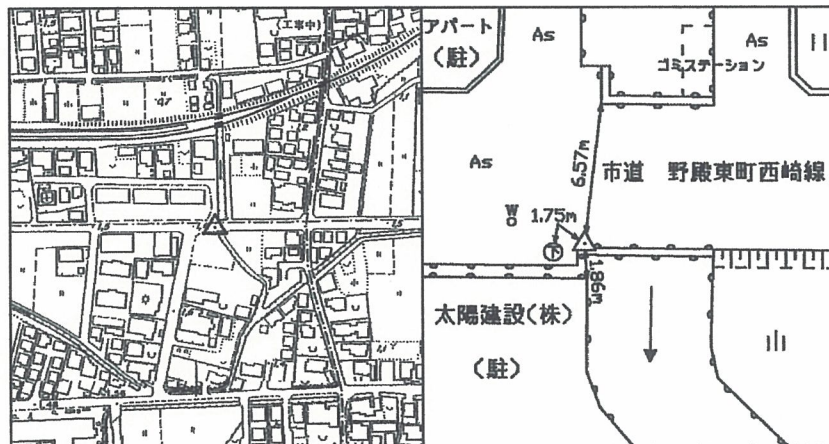 (工事中)
アパート
(駐)
As
As
ゴミステーション
As
6.57m
市道 野殿東町西崎線
W
1.75m
下
1.86m
太陽建設(株)
(駐)